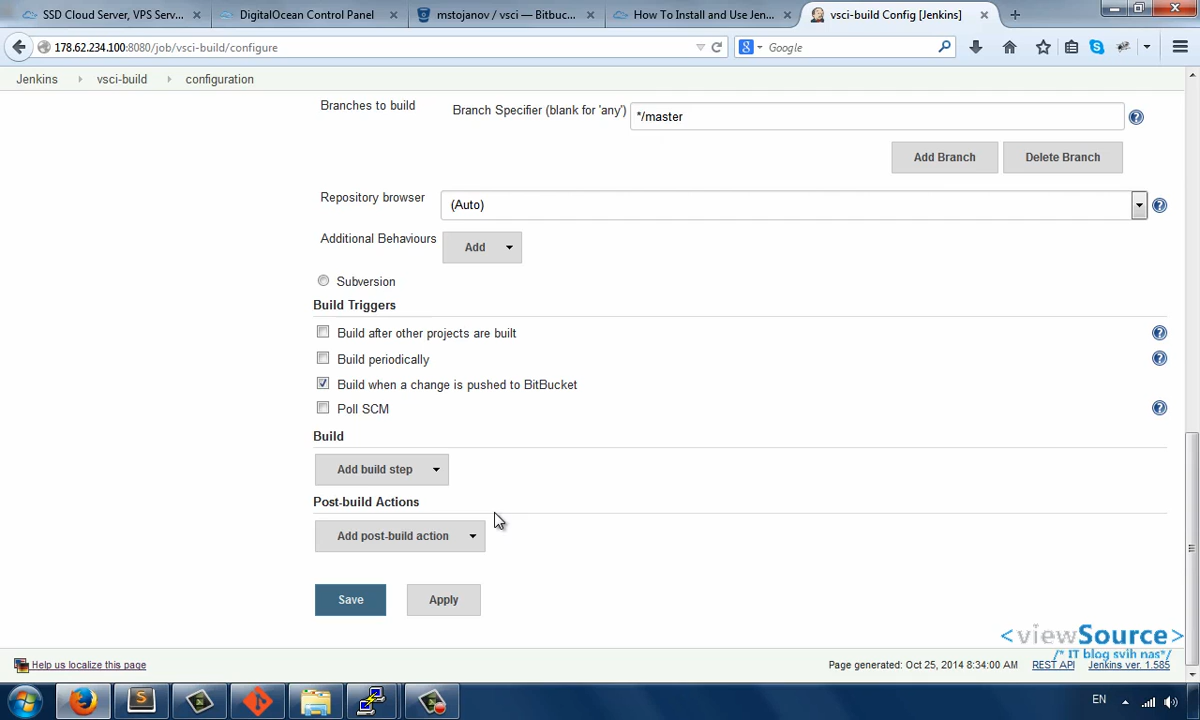 SSD Cloud Server, VPS Serv...
DigitalOcean Control Panel
mstojanov / vsci — Bitbuc...
How To Install and Use Jen...
vsci-build Config [Jenkins]
178.62.234.100:8080/job/vsci-build/configure
Google
Jenkins
vsci-build
configuration
Branches to build
Branch Specifier (blank for 'any')
*/master
Add Branch
Delete Branch
Repository browser
(Auto)
Additional Behaviours
Add
Subversion
Build Triggers
Build after other projects are built
Build periodically
Build when a change is pushed to BitBucket
Poll SCM
Build
Add build step
Post-build Actions
Add post-build action
Save
Apply
<viewSource>
/* IT blog svih nas*/
Help us localize this page
Page generated: Oct 25, 2014 8:34:00 AM
REST API
Jenkins ver. 1.585
EN